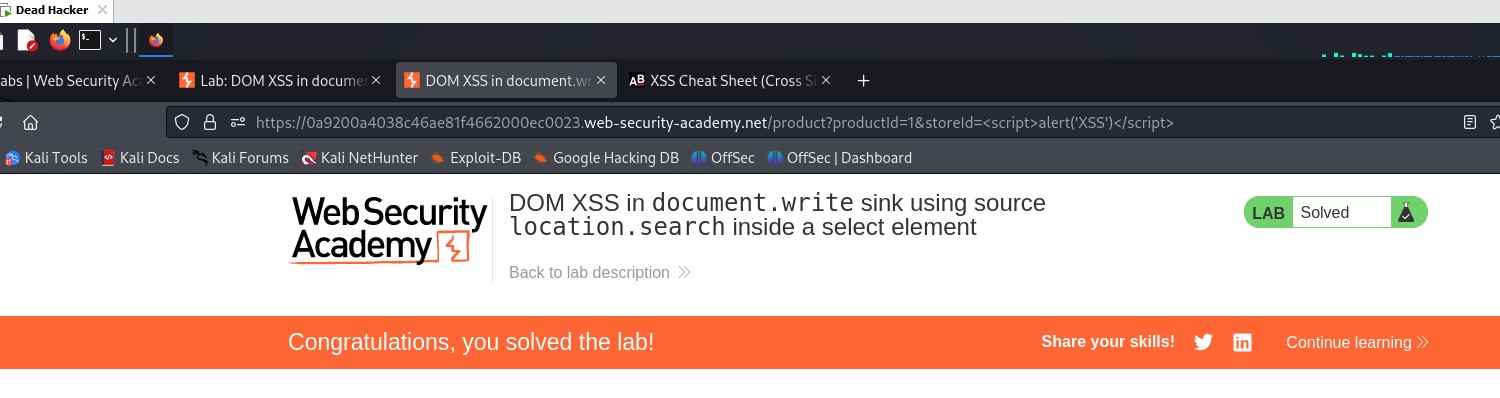 Dead Hacker
abs | Web Security Aca
Lab: DOM XSS in docume
DOM XSS in document.wr
XSS Cheat Sheet (Cross S
https://0a9200a4038c46ae81f4662000ec0023.web-security-academy.net/product?productId=1&storeId=<script>alert('XSS')</script>
Kali Tools Kali Docs Kali Forums Kali NetHunter Exploit-DB Google Hacking DB OffSec OffSec | Dashboard
Web Security
Academy
DOM XSS in document.write sink using source
location.search inside a select element
LAB Solved
Back to lab description
Congratulations, you solved the lab!
Share your skills!
Continue learning